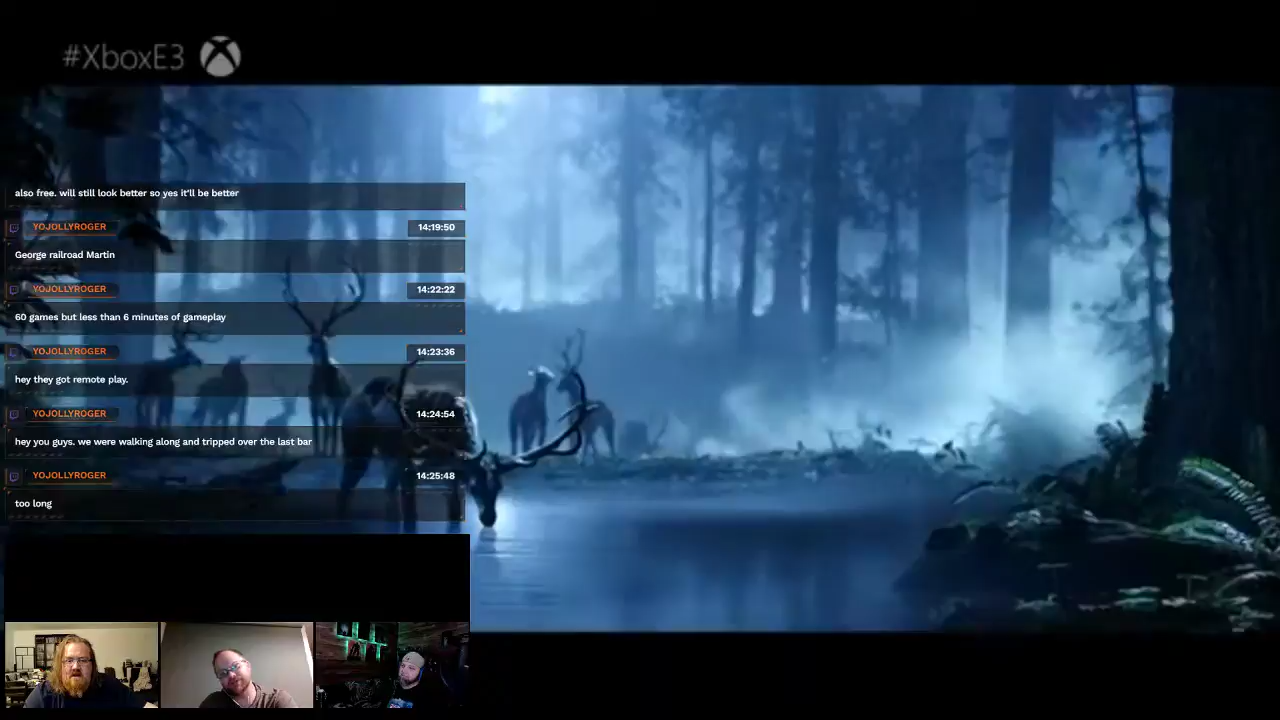 #XboxE3
also free. will still look better so yes it'll be better
YOJOLLYROGER 14:19:50
George railroad Martin
YOJOLLYROGER 14:22:22
60 games but less than 6 minutes of gameplay
YOJOLLYROGER 14:23:36
hey they got remote play.
YOJOLLYROGER 14:24:54
hey you guys. we were walking along and tripped over the last bar
YOJOLLYROGER 14:25:48
too long